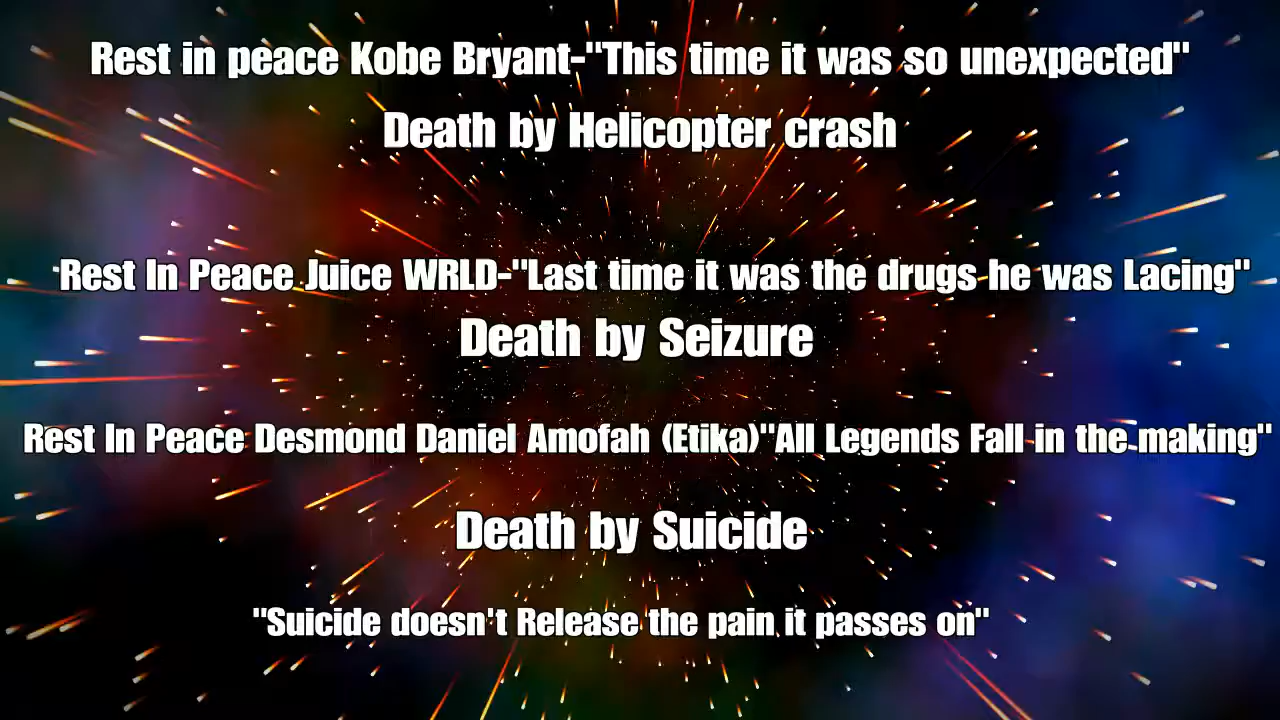 Rest in peace Kobe Bryant-"This time it was so unexpected"
Death by Helicopter crash
Rest In Peace Juice WRLD-"Last time it was the drugs he was Lacing"
Death by Seizure
Rest In Peace Desmond Daniel Amofah (Etika)"All Legends Fall in the making"
Death by Suicide
"Suicide doesn't Release the pain it passes on"